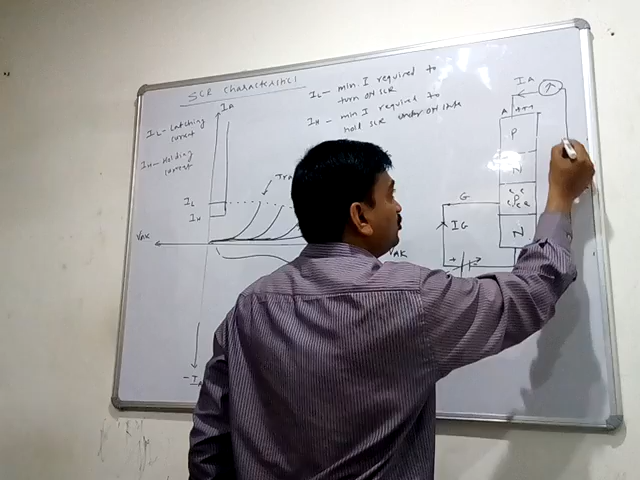 SCR Characteristics
IA
IL - Latching
current
IH - Holding
current
IL - min. I required to
turn ON SCR
IH - min. I required to
hold SCR under ON state
IL
IH
VAK
VAK
IA
A +++
P
N
P
N
G
IG
+